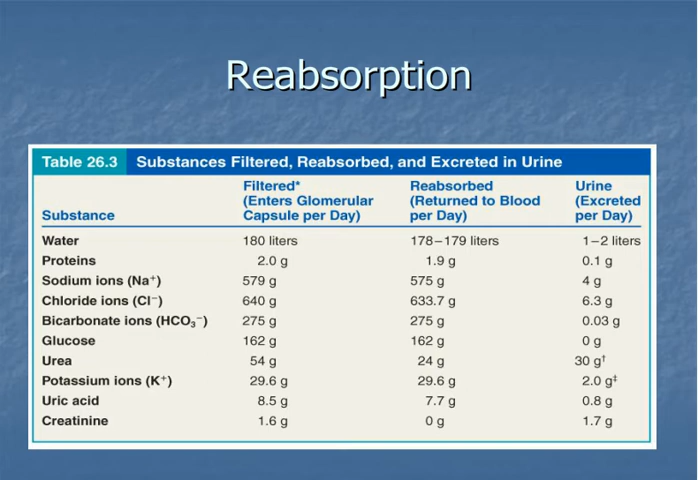 Reabsorption
Table 26.3 Substances Filtered, Reabsorbed, and Excreted in Urine
Substance Filtered* (Enters Glomerular Capsule per Day) Reabsorbed (Returned to Blood per Day) Urine (Excreted per Day)
Water 180 liters 178–179 liters 1–2 liters
Proteins 2.0 g 1.9 g 0.1 g
Sodium ions (Na⁺) 579 g 575 g 4 g
Chloride ions (Cl⁻) 640 g 633.7 g 6.3 g
Bicarbonate ions (HCO₃⁻) 275 g 275 g 0.03 g
Glucose 162 g 162 g 0 g
Urea 54 g 24 g 30 g†
Potassium ions (K⁺) 29.6 g 29.6 g 2.0 g‡
Uric acid 8.5 g 7.7 g 0.8 g
Creatinine 1.6 g 0 g 1.7 g